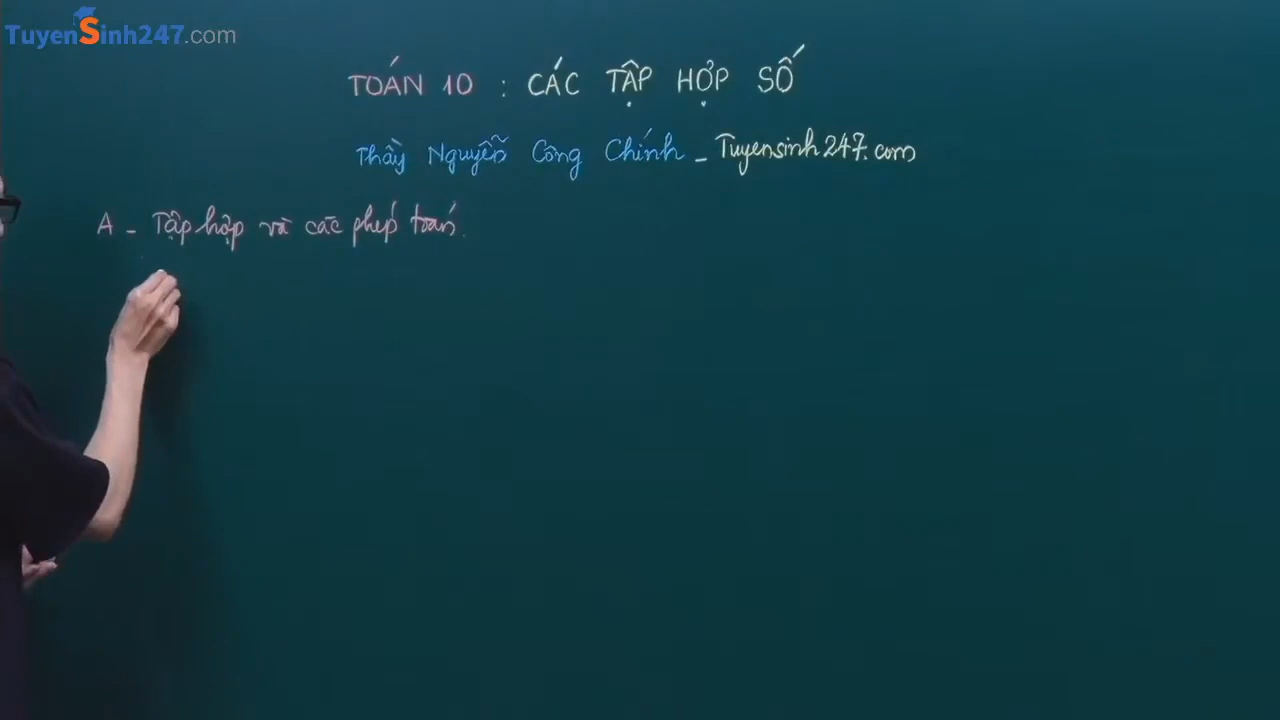 TuyenSinh247.com
TOÁN 10 : CÁC TẬP HỢP SỐ
Thầy Nguyễn Công Chính - Tuyensinh247.com
A - Tập hợp và các phép toán.